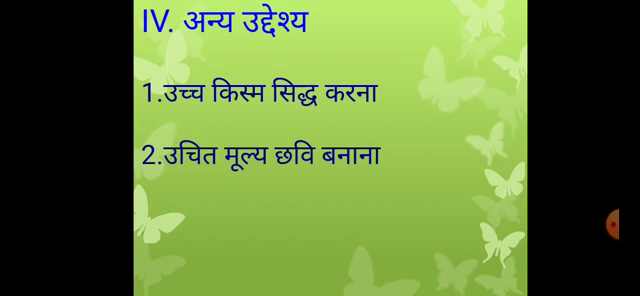 IV. अन्य उद्देश्य
1.उच्च किस्म सिद्ध करना
2.उचित मूल्य छवि बनाना